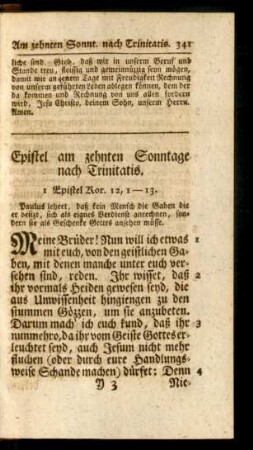 Am zehnten Sonnt. nach Trinitatis. 341
liche sind. Gieb, daß wir in unserm Beruf und
Stande treu, fleissig und gemeinnüzig seyn mögen,
damit wir an jenem Tage mit Freudigkeit Rechnung
von unserm geführten Leben ablegen können, dem der
da kommen und Rechnung von uns allen fordern
wird, Jesu Christo, deinem Sohn, unserm Herrn.
Amen.
Epistel am zehnten Sonntage
nach Trinitatis.
1 Epistel Kor. 12, 1—13.
Paulus lehret, daß kein Mensch die Gaben die
er besizt, sich als eignes Verdienst anrechnen, son-
dern sie als Geschenke Gottes ansehen müsse.
Meine Brüder! Nun will ich etwas 1
mit euch, von den geistlichen Ga-
ben, mit denen manche unter euch ver-
sehen sind, reden. Ihr wisset, daß 2
ihr vormals Heiden gewesen seyd, die
aus Unwissenheit hingiengen zu den
stummen Gözzen, um sie anzubeten.
Darum mach' ich euch kund, daß ihr 3
nunmehro, da ihr vom Geiste Gottes er-
leuchtet seyd, auch Jesum nicht mehr
fluchen (oder durch eure Handlungs-
weise Schande machen) dürfet: Denn 4
Y 3 Nie-